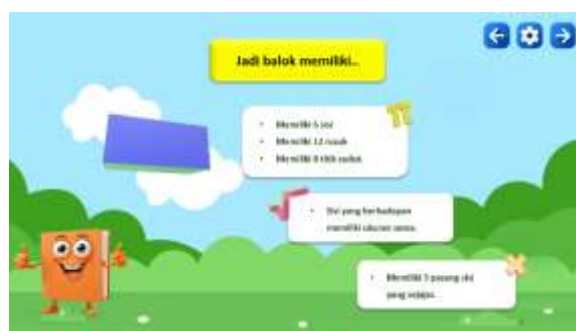 Jadi balok memiliki..
• Memiliki 6 sisi
• Memiliki 12 rusuk
• Memiliki 8 titik sudut.
• Sisi yang berhadapan
memiliki ukuran sama.
• Memiliki 3 pasang sisi
yang sejajar.